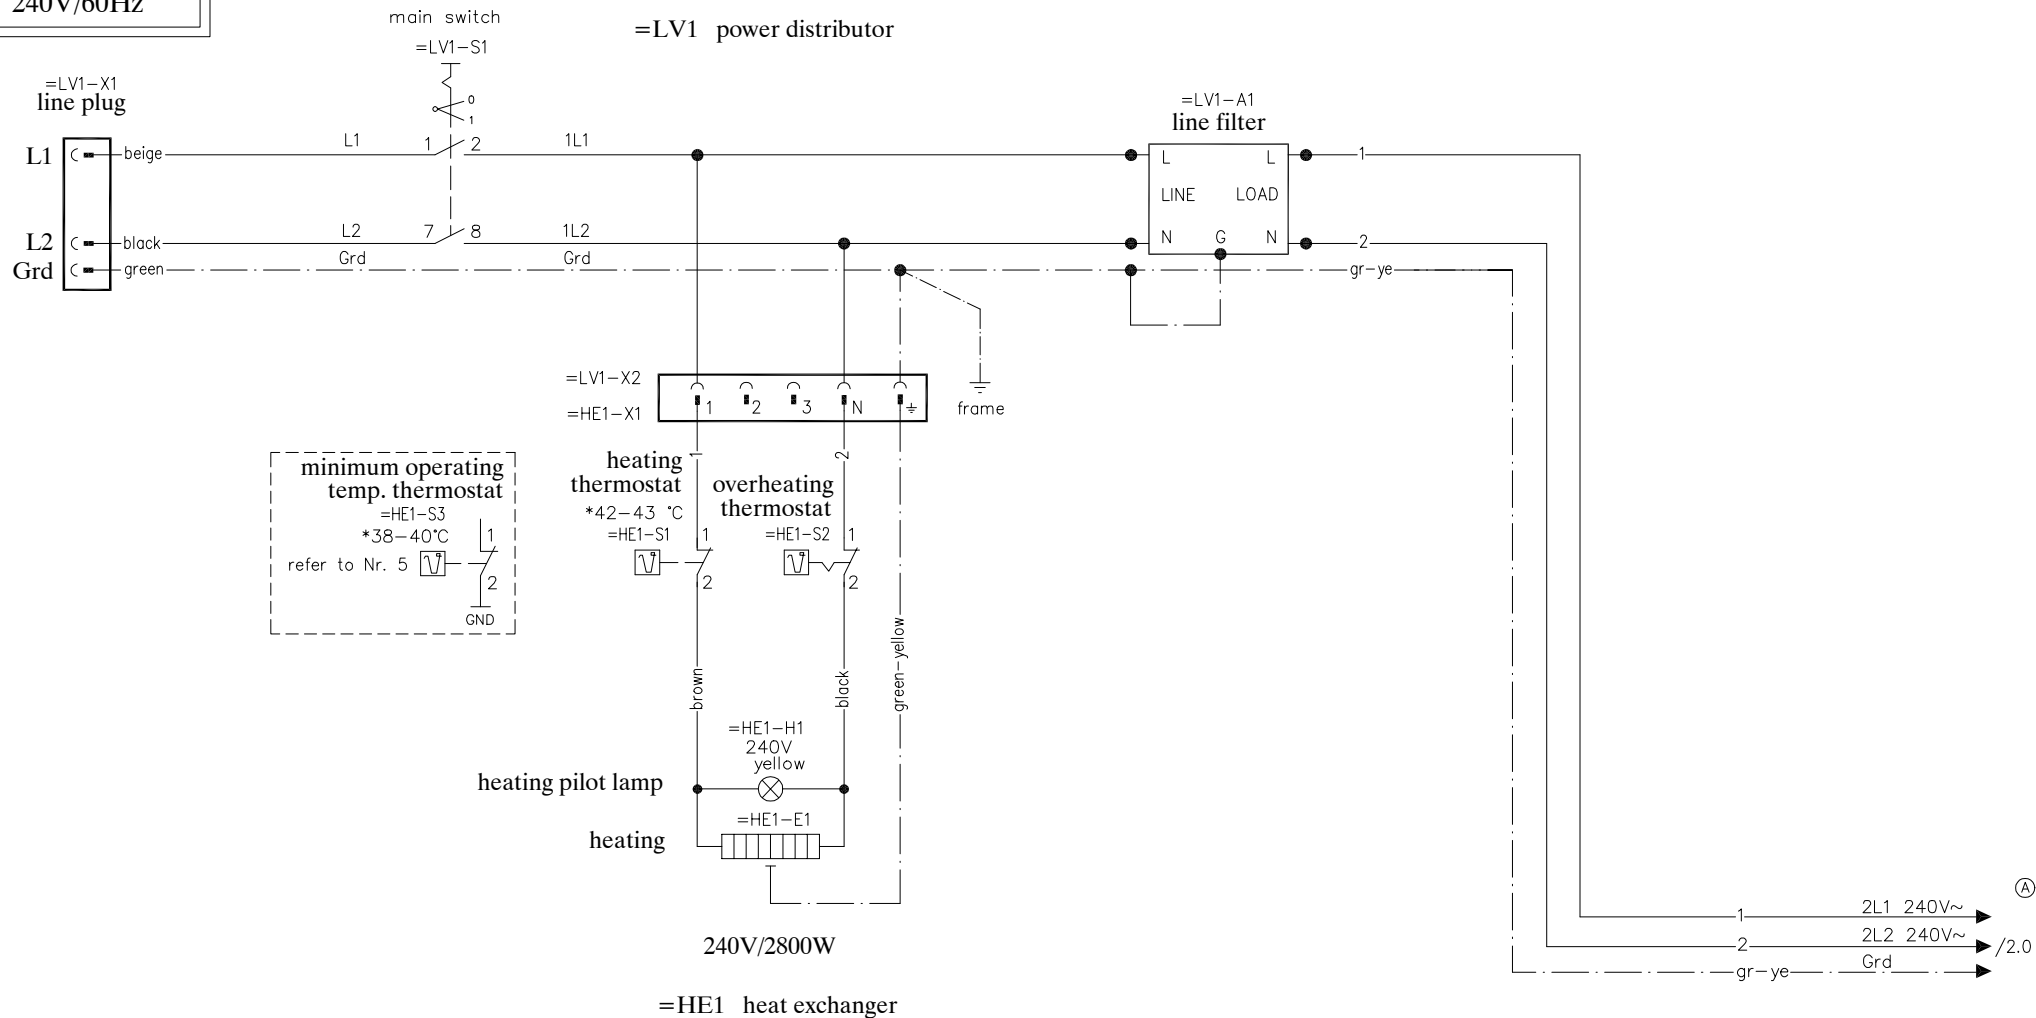 240V/60Hz
main switch
=LV1-S1
=LV1 power distributor
=LV1-X1
line plug
0
1
=LV1-A1
line filter
L1 beige L1 1 2 1L1 L L 1
LINE LOAD
L2 black L2 7 8 1L2 N G N 2
Grd green Grd Grd gr-ye
=LV1-X2
=HE1-X1
1 2 3 N
frame
minimum operating
temp. thermostat
=HE1-S3
*38-40°C
refer to Nr. 5
1
2
GND
1
heating
thermostat
*42-43 °C
=HE1-S1
1
2
2
overheating
thermostat
=HE1-S2
1
2
brown
black
green-yellow
=HE1-H1
240V
yellow
heating pilot lamp
=HE1-E1
heating
240V/2800W
=HE1 heat exchanger
A
1 2L1 240V~
2 2L2 240V~ /2.0
gr-ye Grd